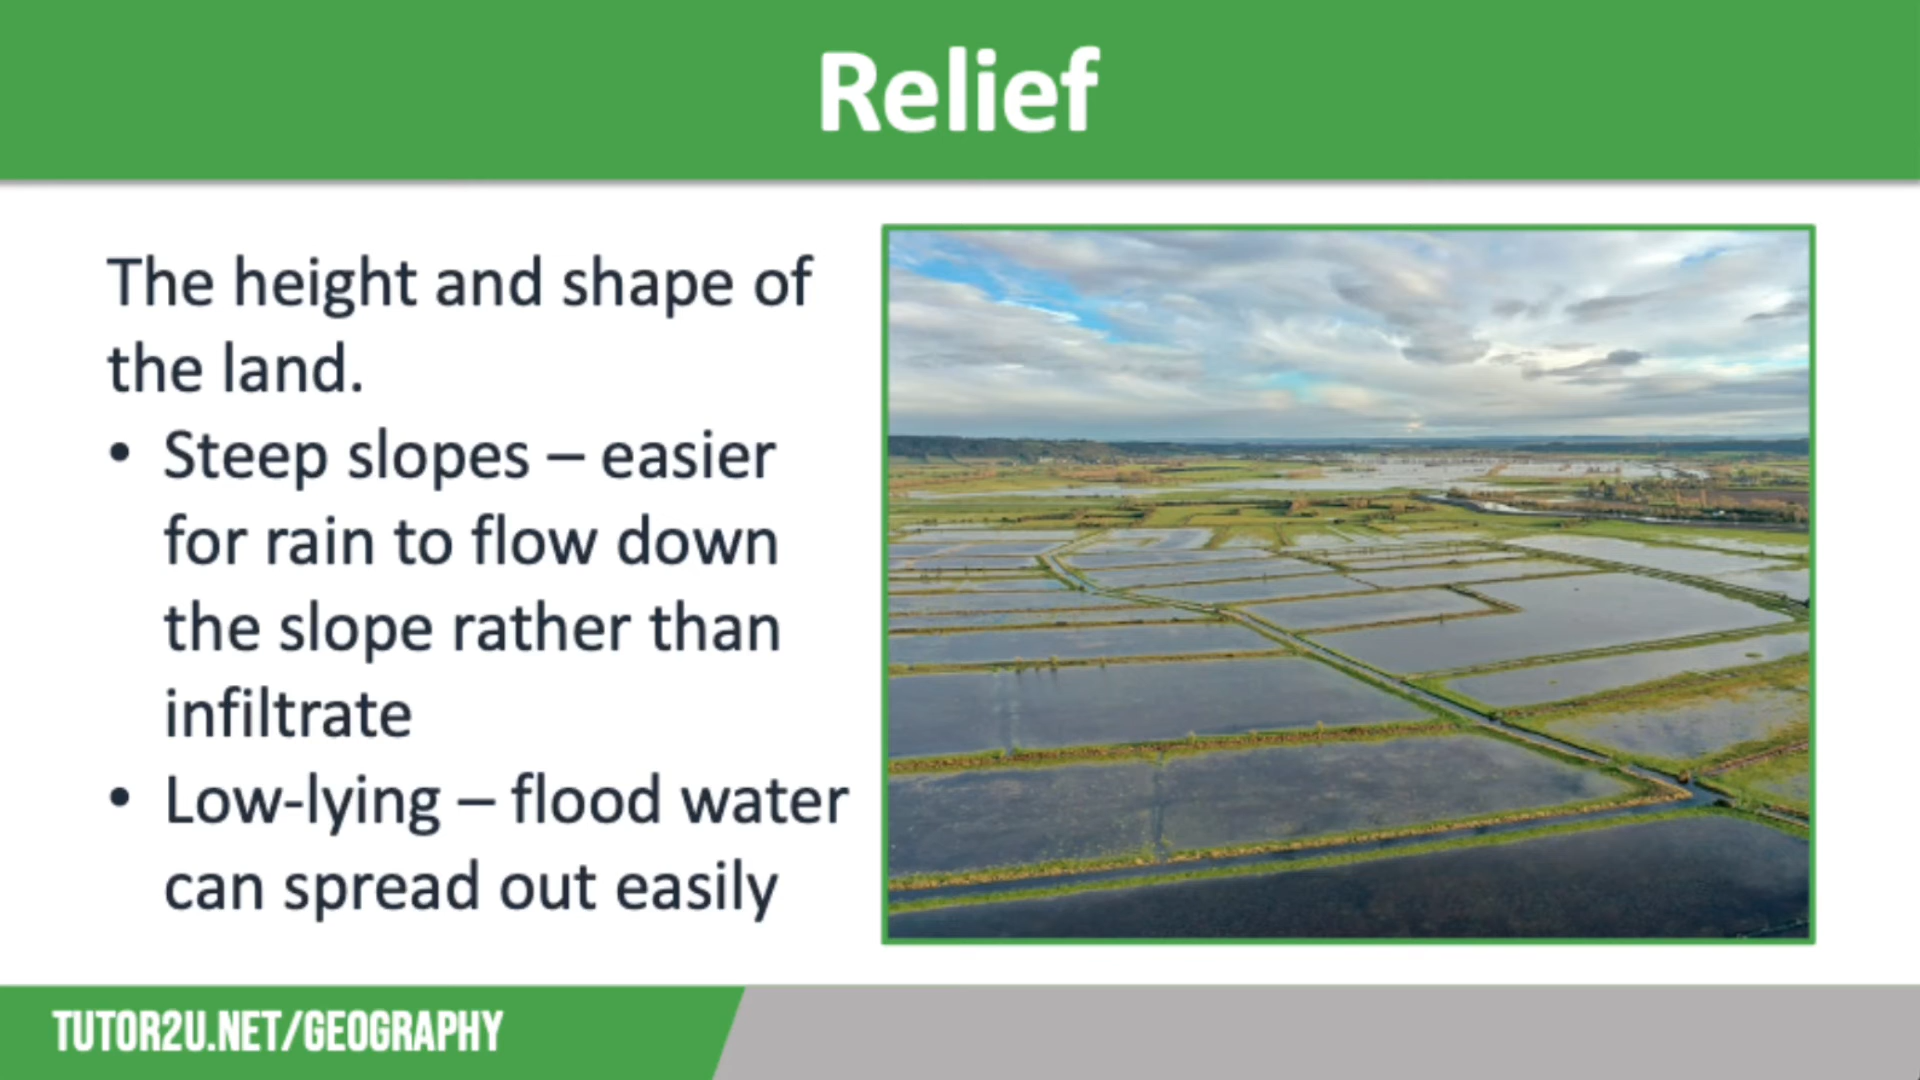 Relief
The height and shape of
the land.
• Steep slopes – easier
for rain to flow down
the slope rather than
infiltrate
• Low-lying – flood water
can spread out easily
TUTOR2U.NET/GEOGRAPHY